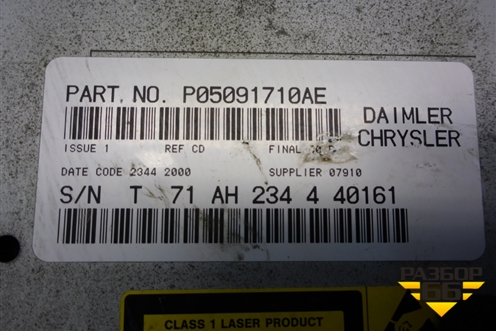 PART. NO. P05091710AE
DAIMLER
CHRYSLER
ISSUE 1 REF CD FINAL
DATE CODE 2344 2000 SUPPLIER 07910
S/N T 71 AH 234 4 40161
CLASS 1 LASER PRODUCT
РАЗБОР
66